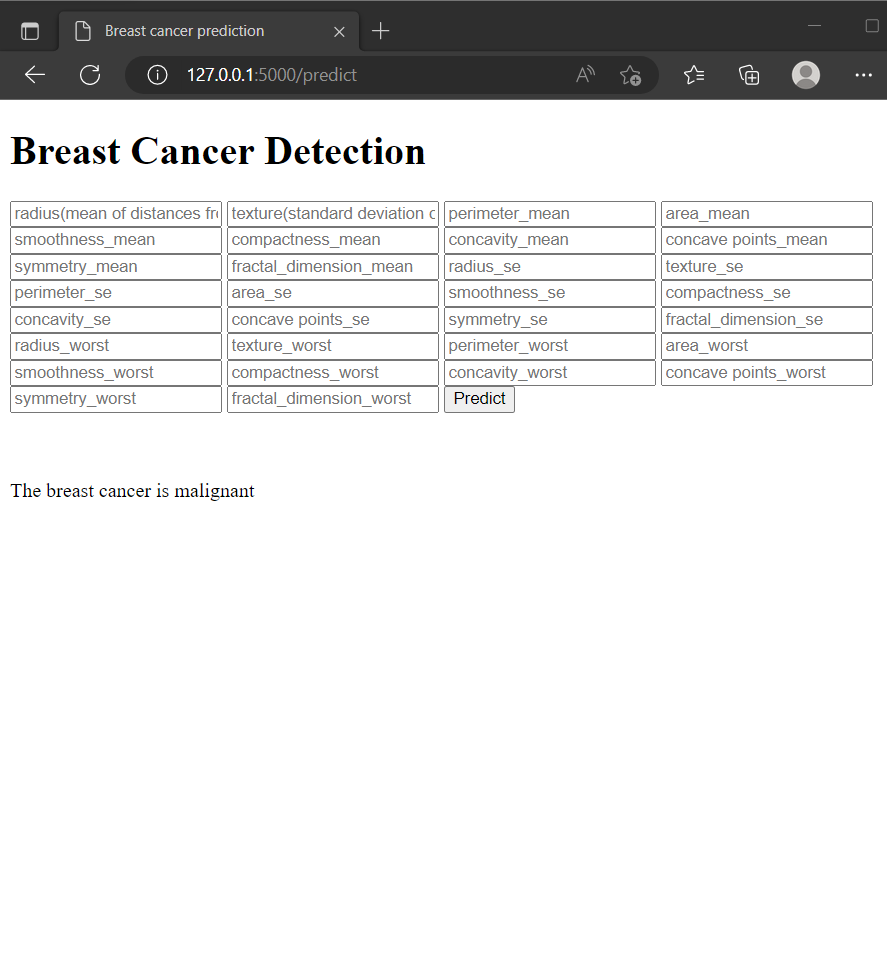 Breast cancer prediction
127.0.0.1:5000/predict
Breast Cancer Detection
radius(mean of distances fr texture(standard deviation perimeter_mean area_mean
smoothness_mean compactness_mean concavity_mean concave points_mean
symmetry_mean fractal_dimension_mean radius_se texture_se
perimeter_se area_se smoothness_se compactness_se
concavity_se concave points_se symmetry_se fractal_dimension_se
radius_worst texture_worst perimeter_worst area_worst
smoothness_worst compactness_worst concavity_worst concave points_worst
symmetry_worst fractal_dimension_worst Predict
The breast cancer is malignant